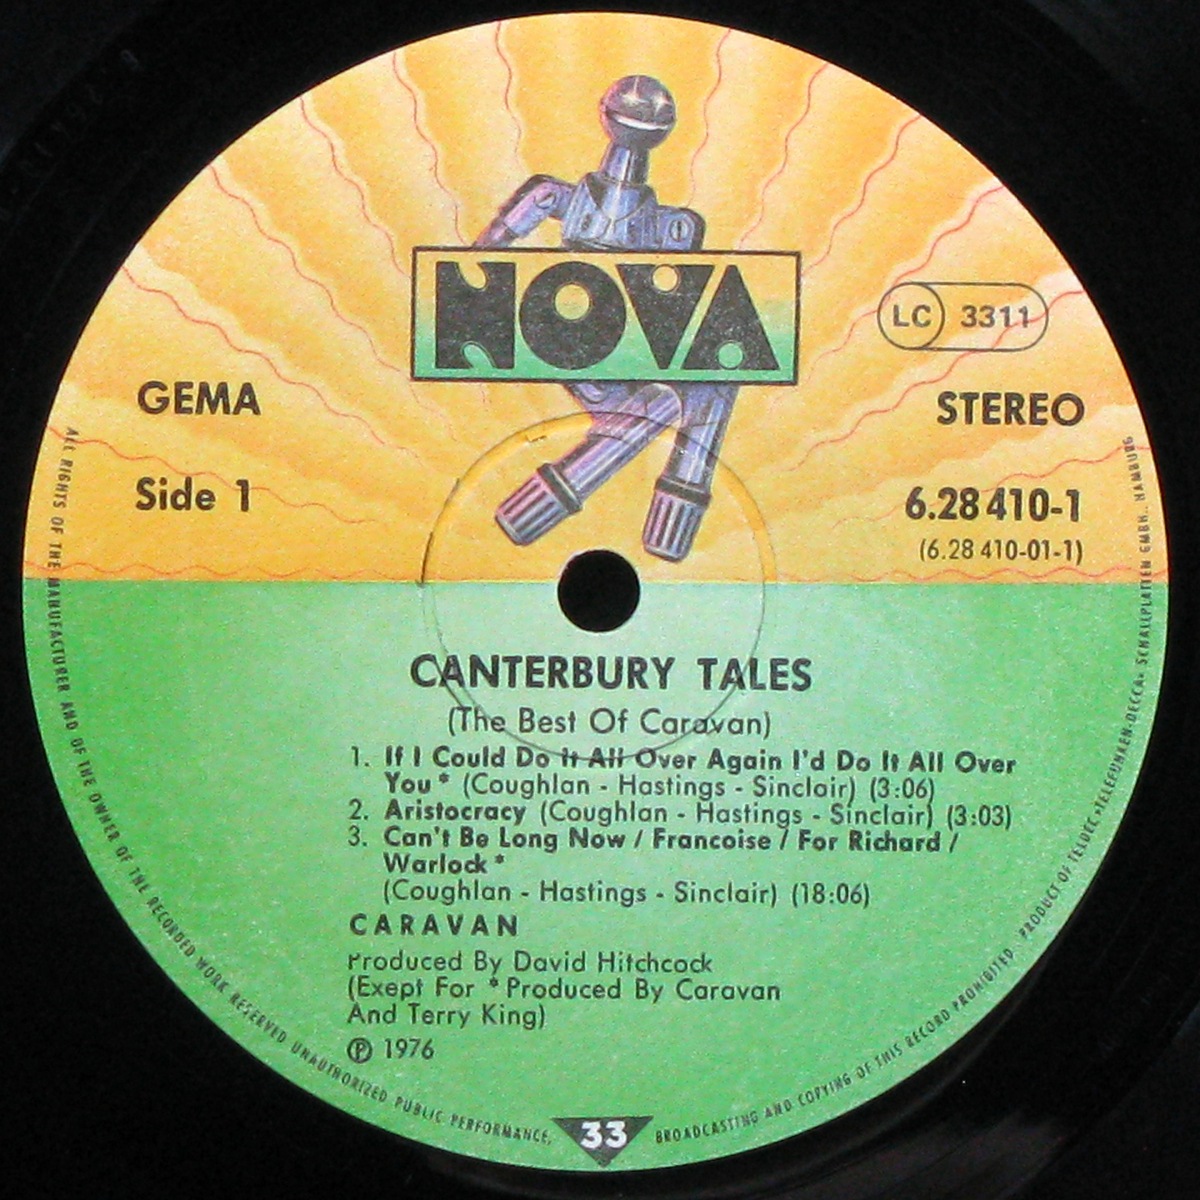 NOVA
LC 3311
GEMA
STEREO
Side 1
6.28 410-1
(6.28 410-01-1)
CANTERBURY TALES
(The Best Of Caravan)
1. If I Could Do It All Over Again I'd Do It All Over
You * (Coughlan - Hastings - Sinclair) (3:06)
2. Aristocracy (Coughlan - Hastings - Sinclair) (3:03)
3. Can't Be Long Now / Francoise / For Richard /
Warlock *
(Coughlan - Hastings - Sinclair) (18:06)
CARAVAN
Produced By David Hitchcock
(Exept For * Produced By Caravan
And Terry King)
℗ 1976
33
ALL RIGHTS OF THE MANUFACTURER AND OF THE OWNER OF THE RECORDED WORK RESERVED UNAUTHORIZED PUBLIC PERFORMANCE, BROADCASTING AND COPYING OF THIS RECORD PROHIBITED PRODUCT OF TELDEC »TELEFUNKEN-DECCA« SCHALLPLATTEN GMBH., HAMBURG